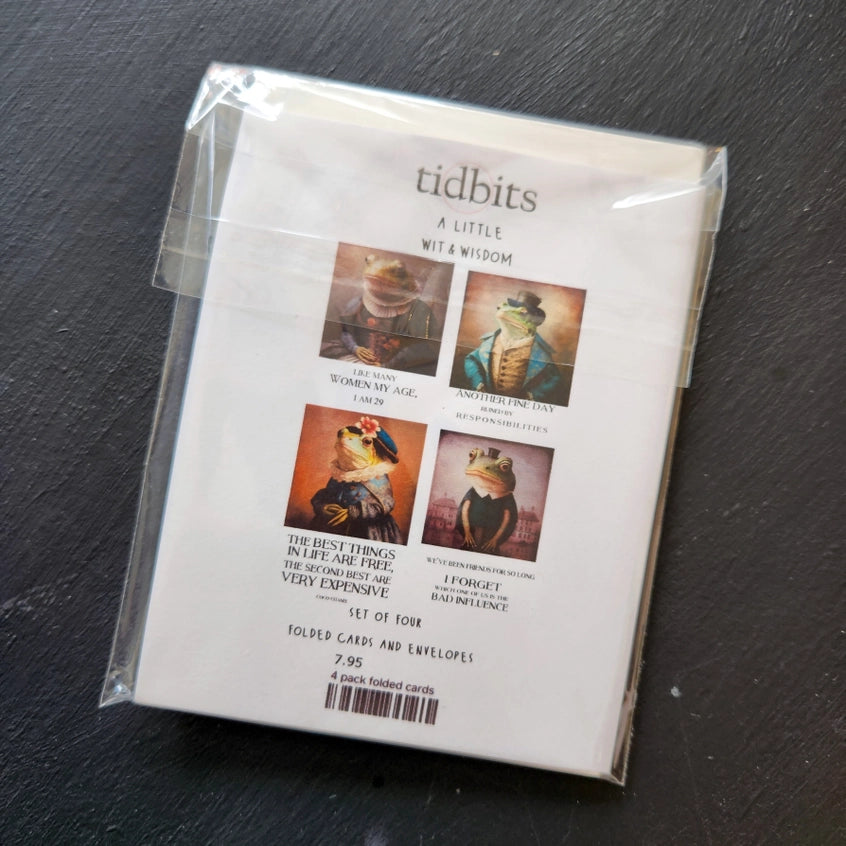 tidbits
A LITTLE
WIT & WISDOM
LIKE MANY
WOMEN MY AGE,
I AM 29
ANOTHER FINE DAY
RUINED BY
RESPONSIBILITIES
THE BEST THINGS
IN LIFE ARE FREE,
THE SECOND BEST ARE
VERY EXPENSIVE
COCO CHANEL
WE'VE BEEN FRIENDS FOR SO LONG
I FORGET
WHICH ONE OF US IS THE
BAD INFLUENCE
SET OF FOUR
FOLDED CARDS AND ENVELOPES
7.95
4 pack folded cards